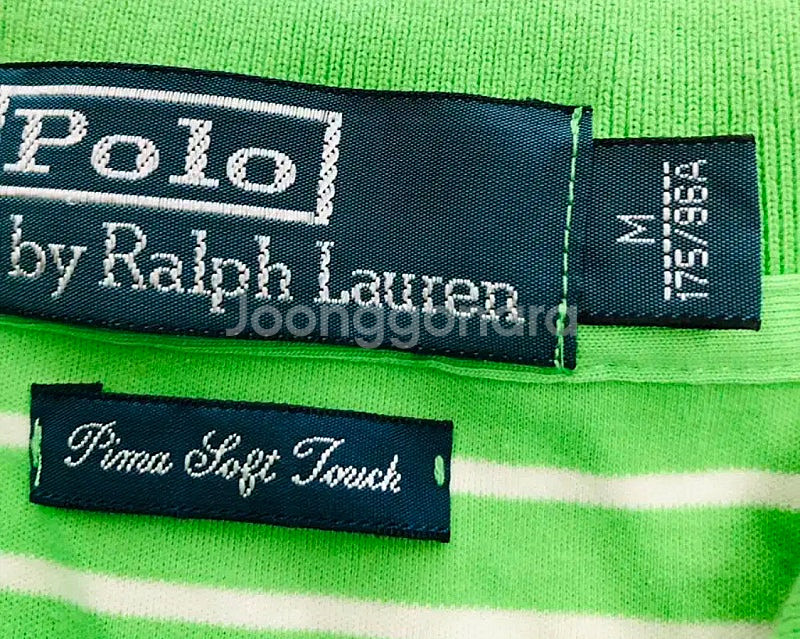 Polo
by Ralph Lauren
M
175/96A
Joonggonara
Pima Soft Touch